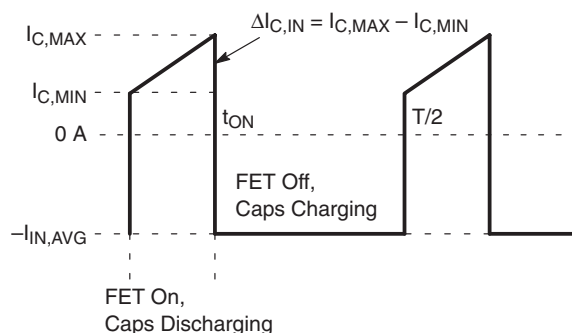 I_C,MAX
ΔI_C,IN = I_C,MAX – I_C,MIN
I_C,MIN
t_ON
T/2
0 A
FET Off,
Caps Charging
–I_IN,AVG
FET On,
Caps Discharging